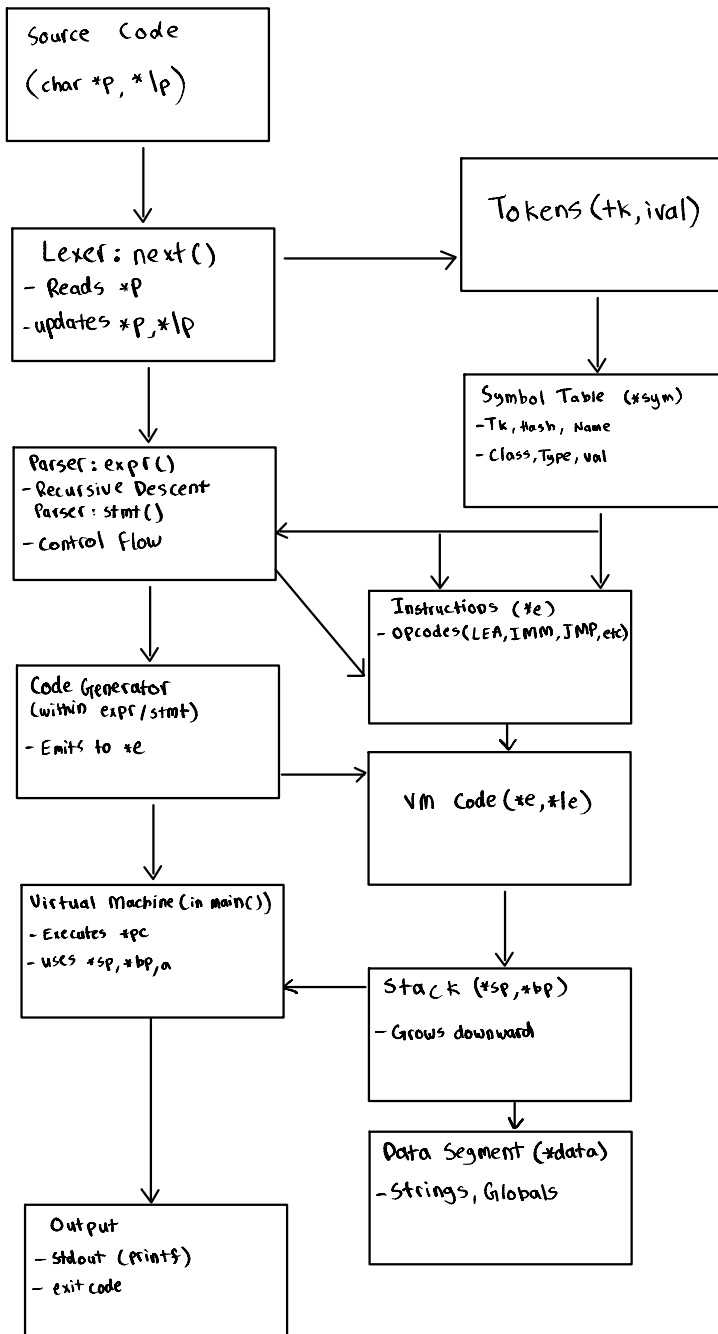 Source Code
(char *p, *lp)
Tokens (tk, ival)
Lexer: next()
- Reads *p
- updates *p, *lp
Symbol Table (*sym)
- Tk, Hash, Name
- Class, Type, val
Parser: expr()
- Recursive Descent
Parser: stmt()
- Control Flow
Instructions (*e)
- Opcodes (LEA, IMM, JMP, etc)
Code Generator
(within expr/stmt)
- Emits to *e
VM Code (*e, *le)
Virtual Machine (in main())
- Executes *pc
- uses *sp, *bp, a
Stack (*sp, *bp)
- Grows downward
Data Segment (*data)
- Strings, Globals
Output
- stdout (printf)
- exit code